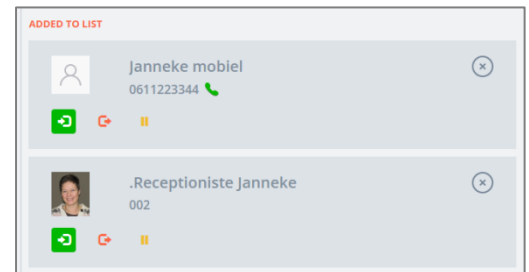 ADDED TO LIST
Janneke mobiel
0611223344
.Receptioniste Janneke
002